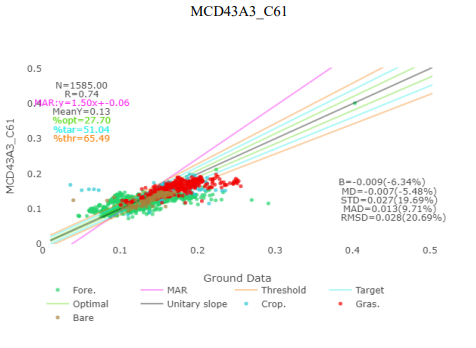 MCD43A3_C61
0.5
N=1585.00
R=0.74
0.4
MAR:y=1.50x+-0.06
MeanY=0.13
%opt=27.70
%tar=51.04
%thr=65.49
0.3
0.2
0.1
0
MCD43A3_C61
B=-0.009(-6.34%)
MD=-0.007(-5.48%)
STD=0.027(19.69%)
MAD=0.013(9.71%)
RMSD=0.028(20.69%)
0 0.1 0.2 0.3 0.4 0.5
Ground Data
Fore. MAR Threshold Target
Optimal Unitary slope Crop. Gras.
Bare